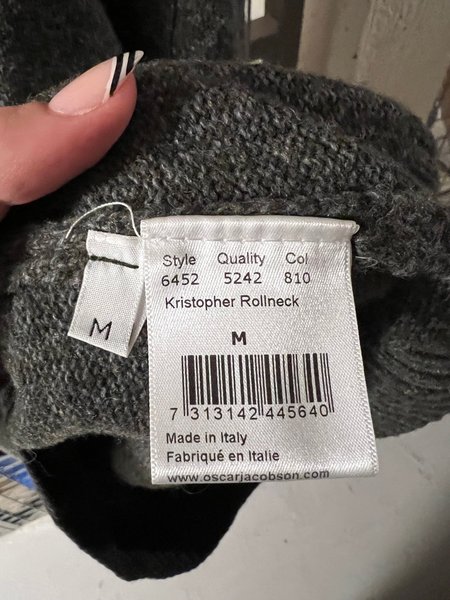 Style Quality Col
6452 5242 810
Kristopher Rollneck
M
7 313142 445640
Made in Italy
Fabriqué en Italie
www.oscarjacobson.com
M